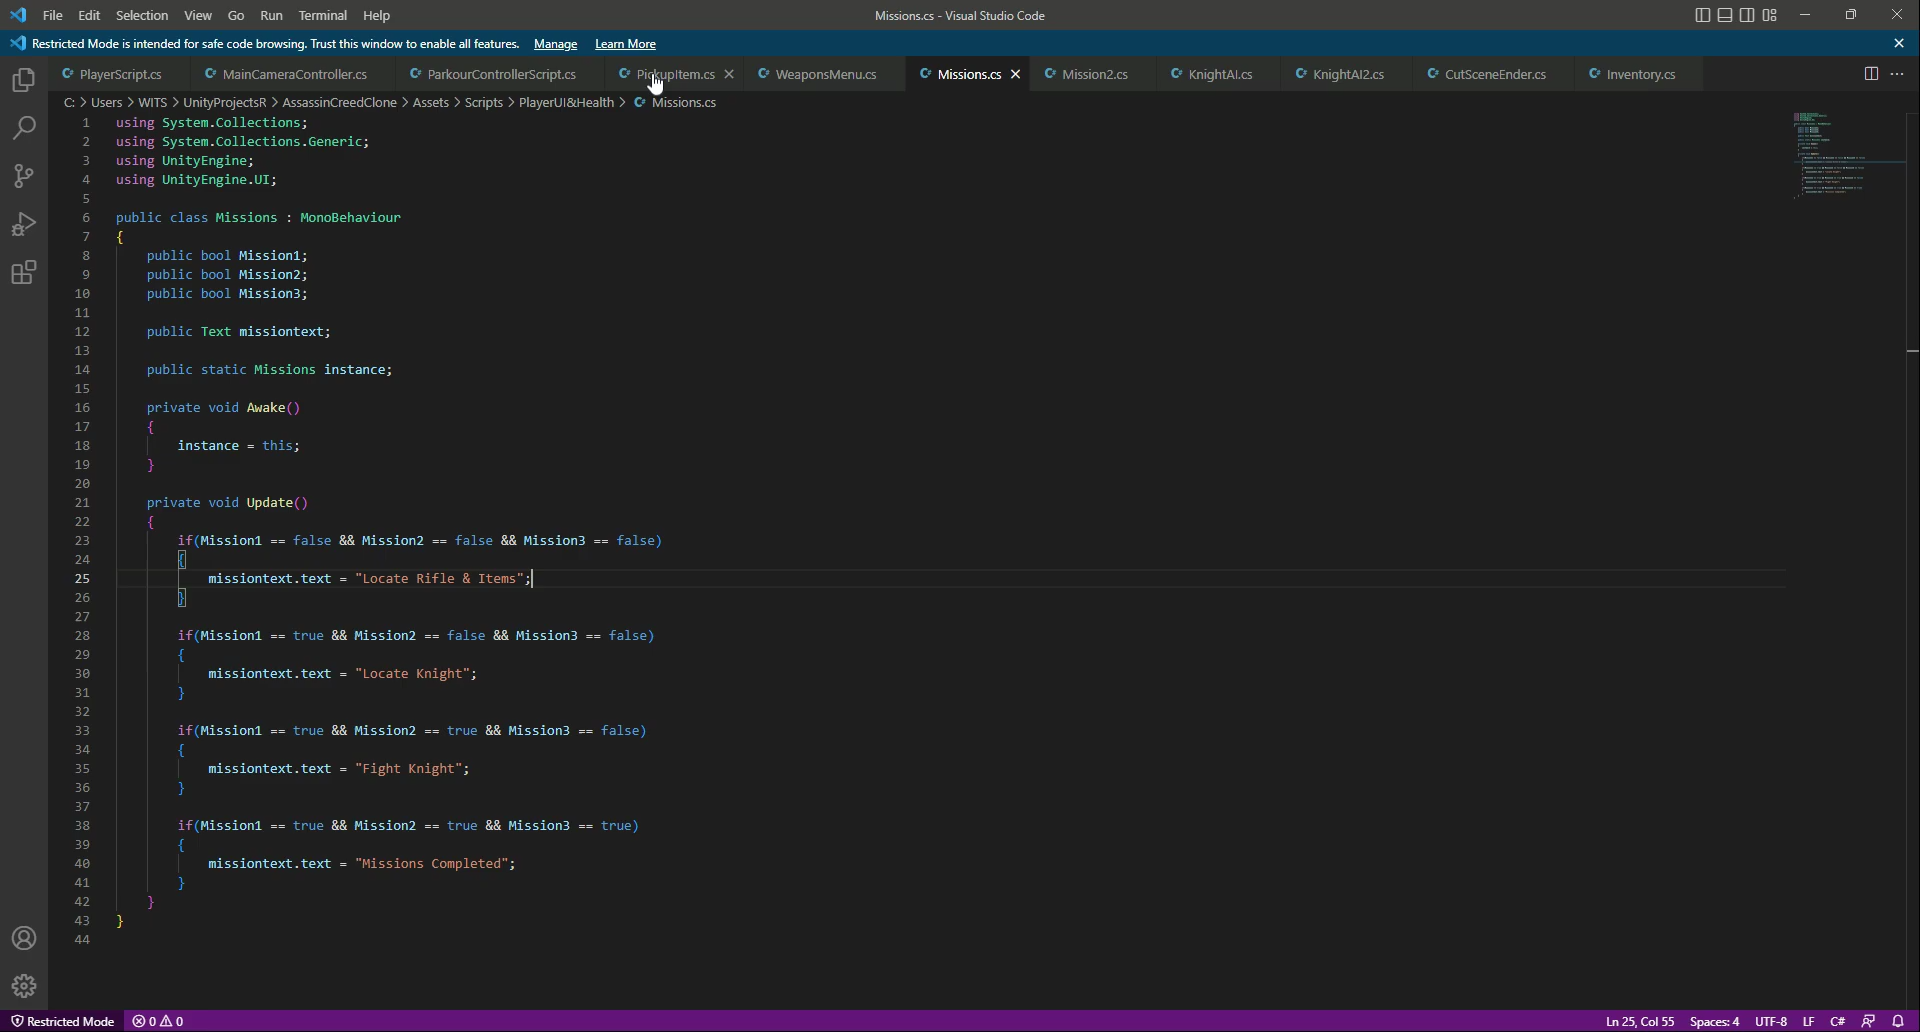 File Edit Selection View Go Run Terminal Help
Missions.cs - Visual Studio Code
Restricted Mode is intended for safe code browsing. Trust this window to enable all features. Manage Learn More
PlayerScript.cs MainCameraController.cs ParkourControllerScript.cs PickupItem.cs WeaponsMenu.cs Missions.cs Mission2.cs KnightAI.cs KnightAI2.cs CutSceneEnder.cs Inventory.cs
C: > Users > WITS > UnityProjectsR > AssassinCreedClone > Assets > Scripts > PlayerUI&Health > Missions.cs
1 using System.Collections;
2 using System.Collections.Generic;
3 using UnityEngine;
4 using UnityEngine.UI;
5
6 public class Missions : MonoBehaviour
7 {
8 public bool Mission1;
9 public bool Mission2;
10 public bool Mission3;
11
12 public Text missiontext;
13
14 public static Missions instance;
15
16 private void Awake()
17 {
18 instance = this;
19 }
20
21 private void Update()
22 {
23 if(Mission1 == false && Mission2 == false && Mission3 == false)
24 {
25 missiontext.text = "Locate Rifle & Items";
26 }
27
28 if(Mission1 == true && Mission2 == false && Mission3 == false)
29 {
30 missiontext.text = "Locate Knight";
31 }
32
33 if(Mission1 == true && Mission2 == true && Mission3 == false)
34 {
35 missiontext.text = "Fight Knight";
36 }
37
38 if(Mission1 == true && Mission2 == true && Mission3 == true)
39 {
40 missiontext.text = "Missions Completed";
41 }
42 }
43 }
44
Restricted Mode 0 0 Ln 25, Col 55 Spaces: 4 UTF-8 LF C#